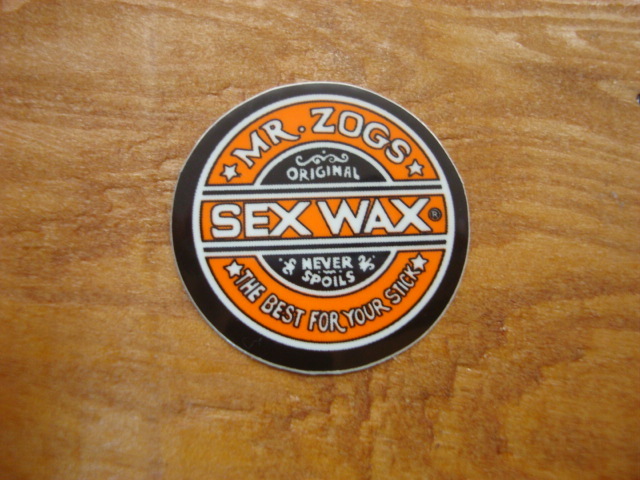 MR. ZOGS
ORIGINAL
SEX WAX®
NEVER
SPOILS
THE BEST FOR YOUR STICK